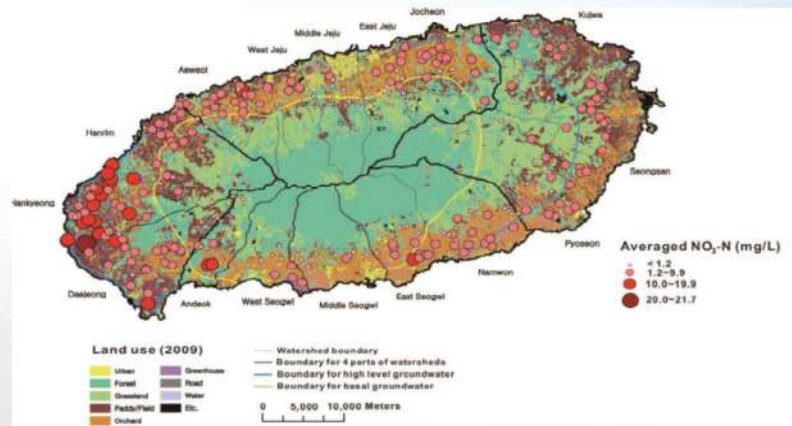 Jocheon
Kujwa
East Jeju
Middle Jeju
West Jeju
Aeweol
Hanrim
Hankyeong
Seongsan
Pyoseon
Daejeong
Andeok
West Seogwi
Middle Seogwi
East Seogwi
Namwon
Averaged NO3-N (mg/L)
<1.2
1.2~9.9
10.0~19.9
20.0~21.7
Land use (2009)
Urban
Forest
Grassland
Paddy/Field
Orchard
Greenhouse
Road
Water
Etc.
Watershed boundary
Boundary for 4 parts of watersheds
Boundary for high level groundwater
Boundary for basal groundwater
0 5,000 10,000 Meters